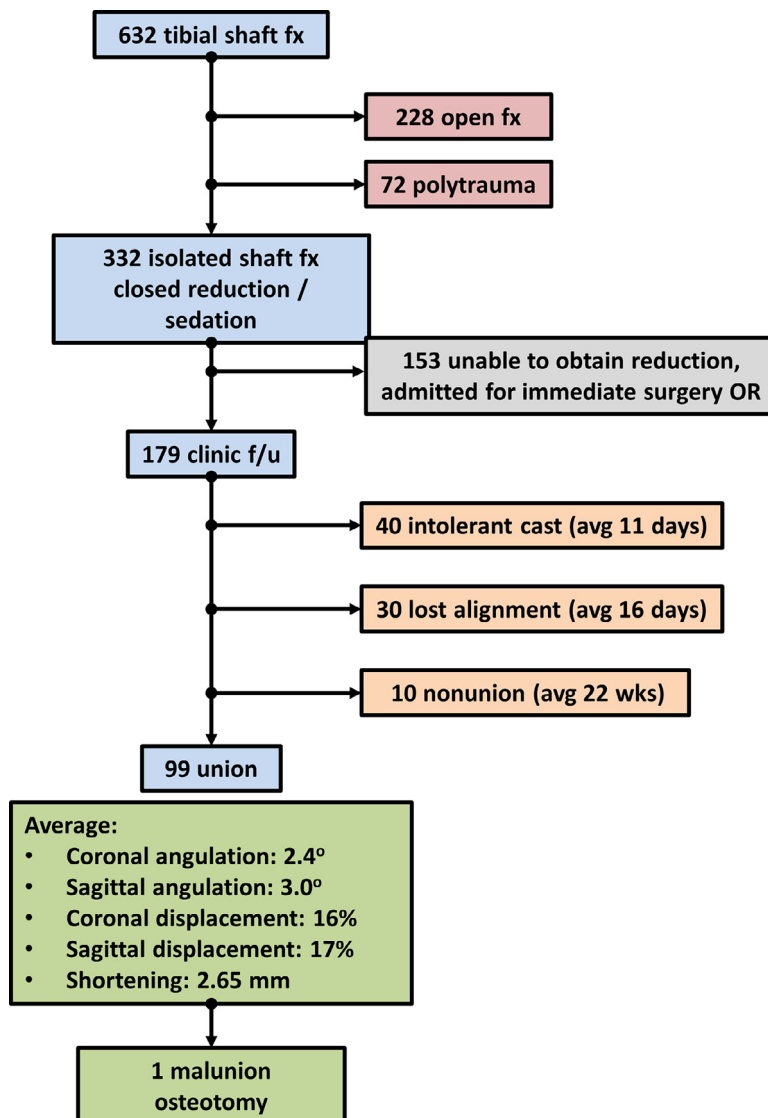 632 tibial shaft fx
228 open fx
72 polytrauma
332 isolated shaft fx
closed reduction /
sedation
153 unable to obtain reduction,
admitted for immediate surgery OR
179 clinic f/u
40 intolerant cast (avg 11 days)
30 lost alignment (avg 16 days)
10 nonunion (avg 22 wks)
99 union
Average:
• Coronal angulation: 2.4º
• Sagittal angulation: 3.0º
• Coronal displacement: 16%
• Sagittal displacement: 17%
• Shortening: 2.65 mm
1 malunion
osteotomy